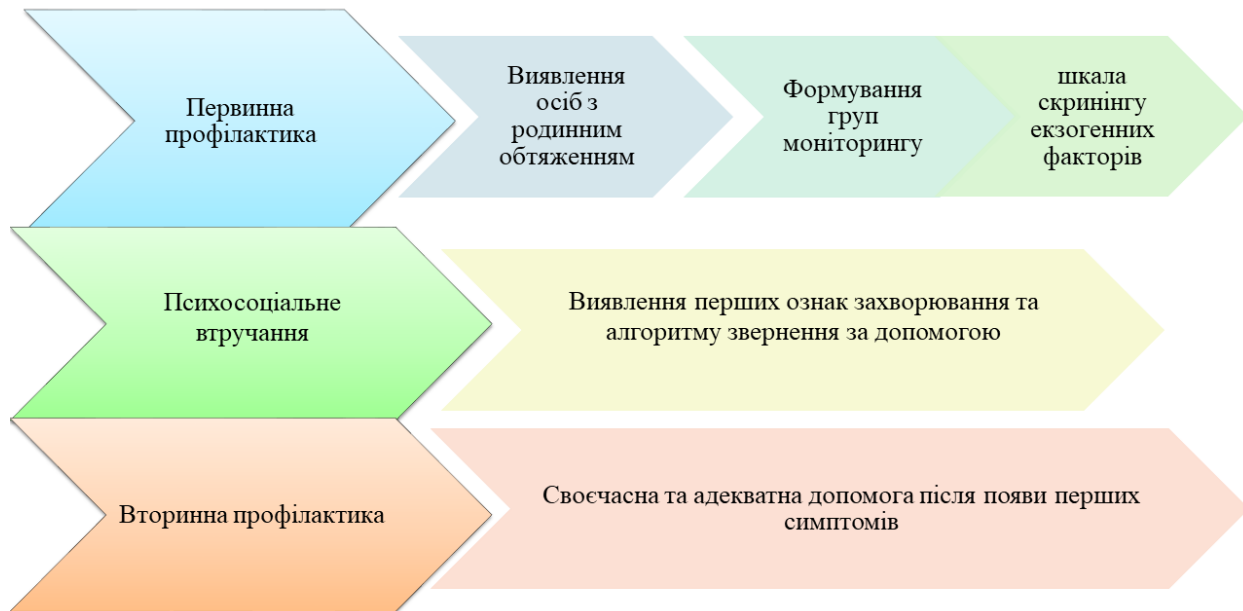 Первинна
профілактика
Виявлення
осіб з
родинним
обтяженням
Формування
груп
моніторингу
шкала
скринінгу
екзогенних
факторів
Психосоціальне
втручання
Виявлення перших ознак захворювання та
алгоритму звернення за допомогою
Вторинна профілактика
Своєчасна та адекватна допомога після появи перших
симптомів